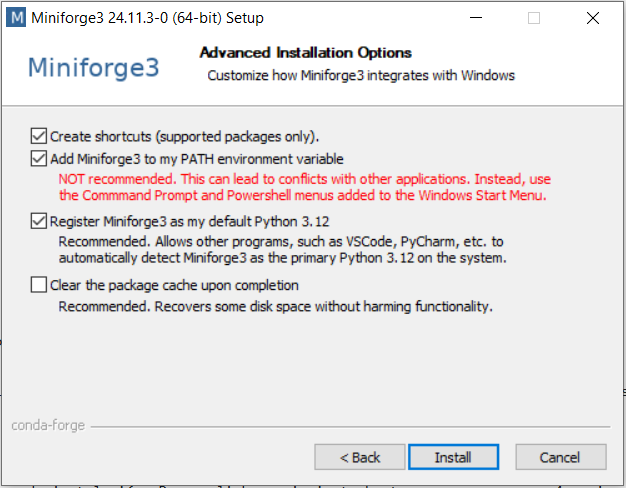 M Miniforge3 24.11.3-0 (64-bit) Setup
Miniforge3
Advanced Installation Options
Customize how Miniforge3 integrates with Windows
Create shortcuts (supported packages only).
Add Miniforge3 to my PATH environment variable
NOT recommended. This can lead to conflicts with other applications. Instead, use
the Commmand Prompt and Powershell menus added to the Windows Start Menu.
Register Miniforge3 as my default Python 3.12
Recommended. Allows other programs, such as VSCode, PyCharm, etc. to
automatically detect Miniforge3 as the primary Python 3.12 on the system.
Clear the package cache upon completion
Recommended. Recovers some disk space without harming functionality.
conda-forge
< Back
Install
Cancel